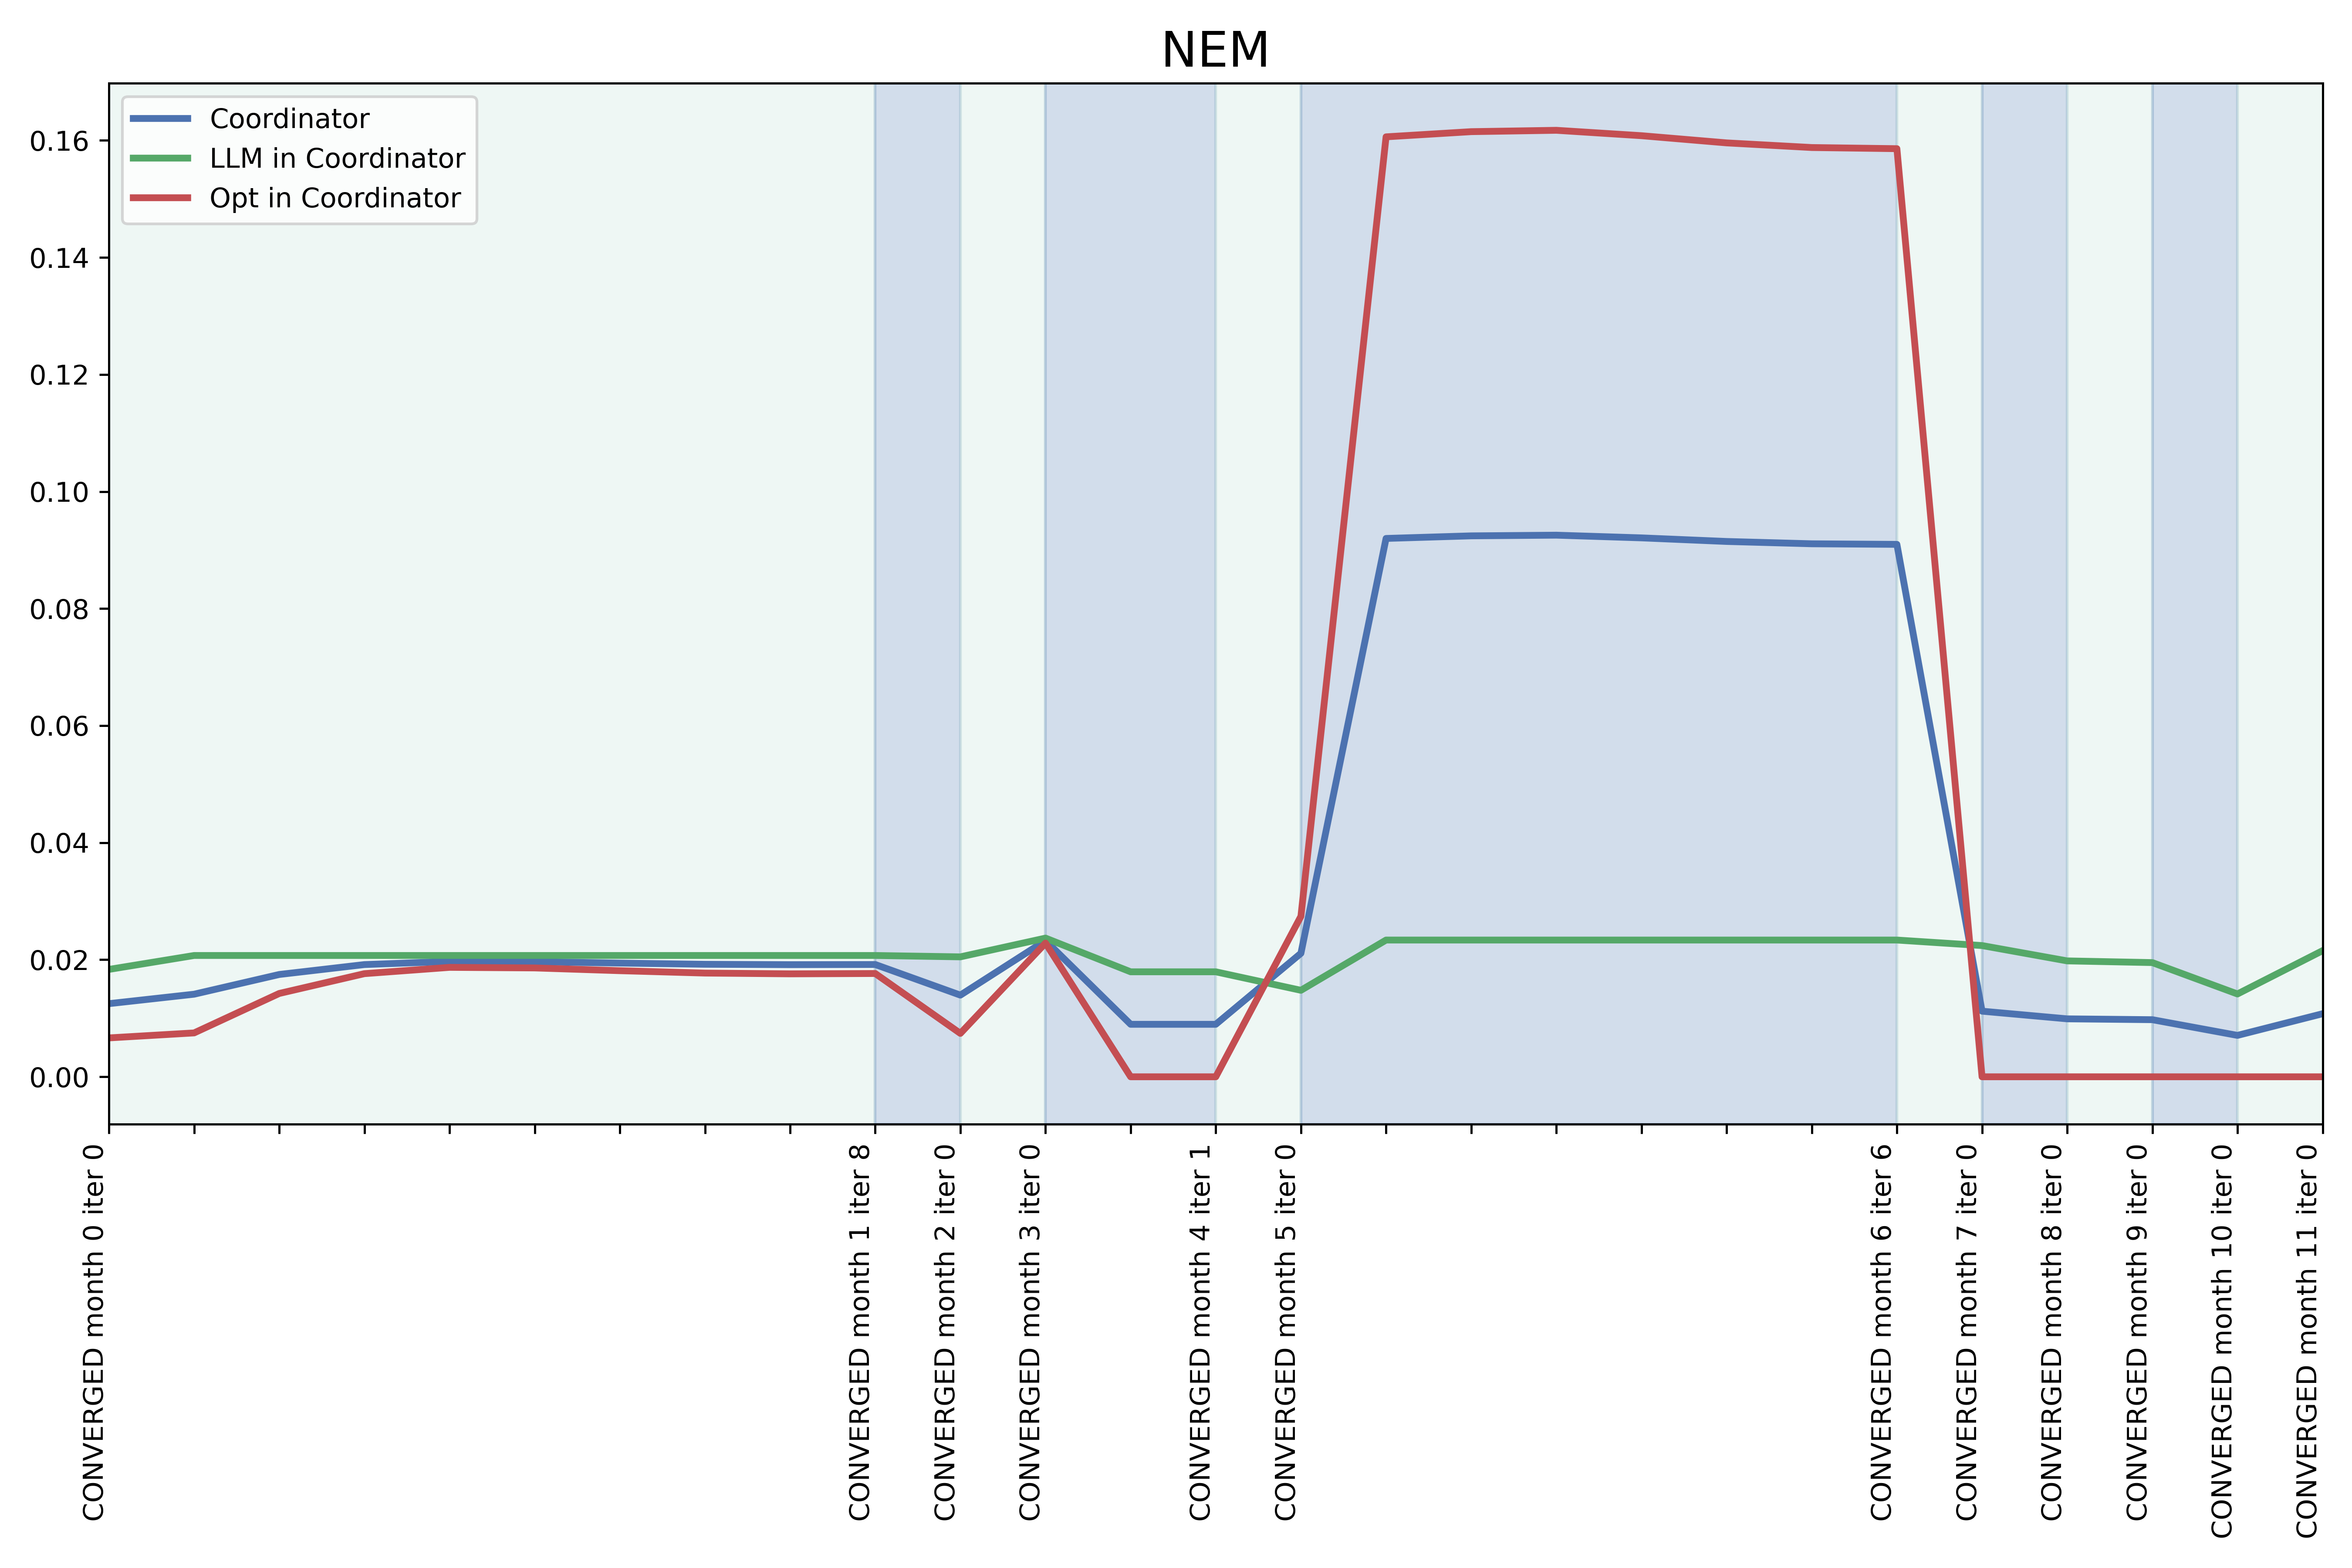 NEM
Coordinator
LLM in Coordinator
Opt in Coordinator
0.16
0.14
0.12
0.10
0.08
0.06
0.04
0.02
0.00
CONVERGED month 0 iter 0
CONVERGED month 1 iter 8
CONVERGED month 2 iter 0
CONVERGED month 3 iter 0
CONVERGED month 4 iter 1
CONVERGED month 5 iter 0
CONVERGED month 6 iter 6
CONVERGED month 7 iter 0
CONVERGED month 8 iter 0
CONVERGED month 9 iter 0
CONVERGED month 10 iter 0
CONVERGED month 11 iter 0